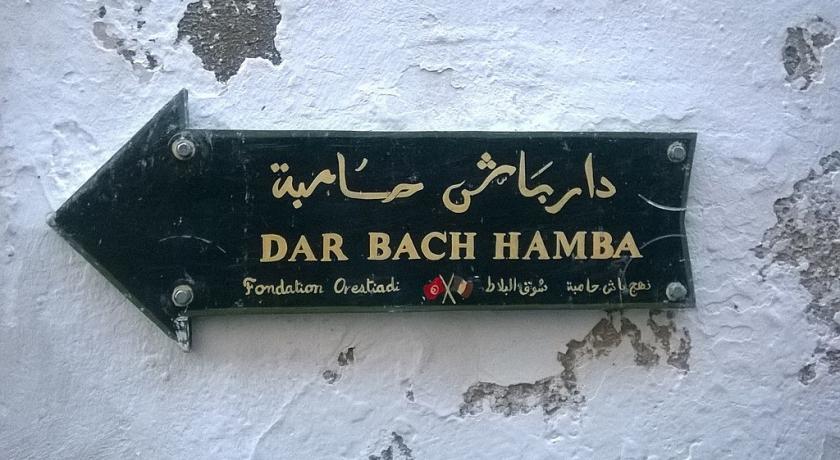 دار باش حامبة
DAR BACH HAMBA
Fondation Orestiadi
نهج باش حامبة سوق البلاط